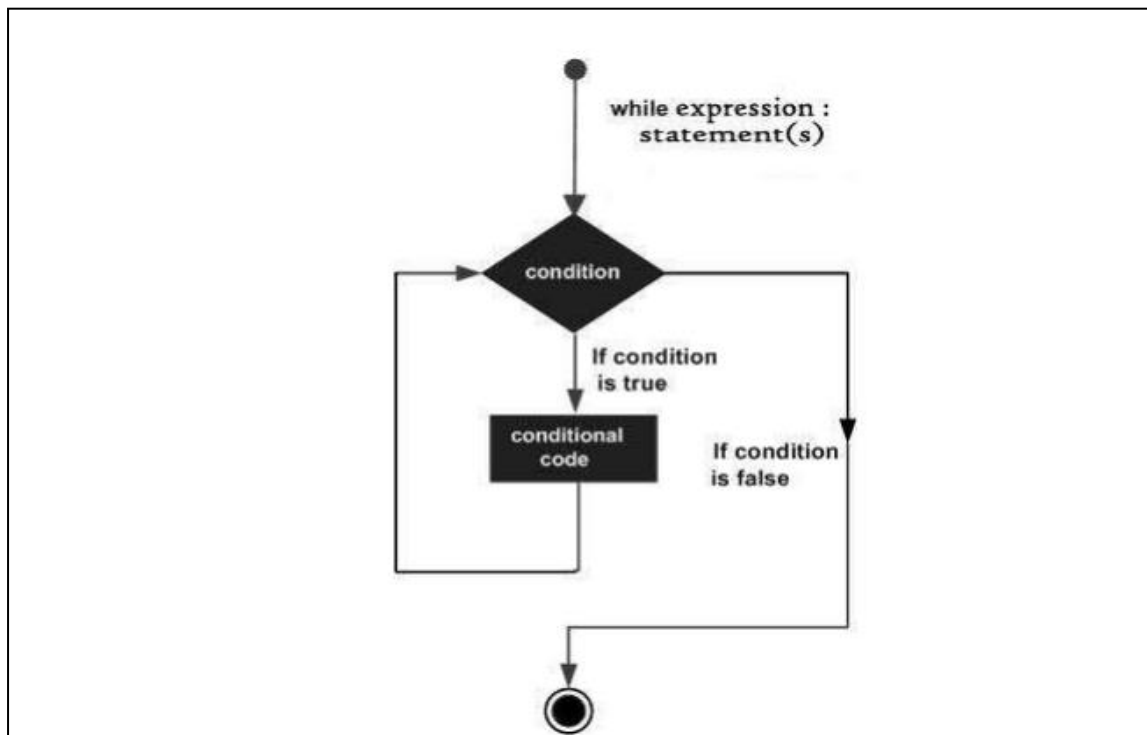 while expression :
statement(s)
condition
If condition
is true
conditional
code
If condition
is false